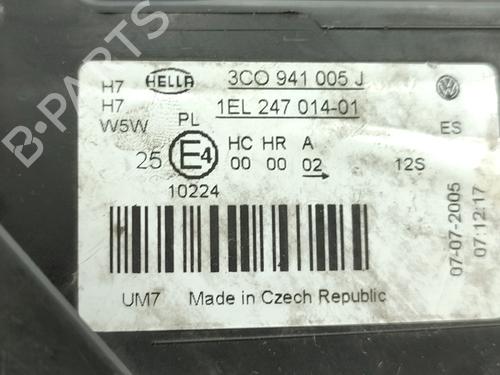 H7
H7
W5W
HELLA
3C0 941 005 J
1EL 247 014-01
ES
PL
25
E4
HC HR A
00 00 02
12S
10224
07-07-2005
07:12:17
UM7
Made in Czech Republic
B-PARTS